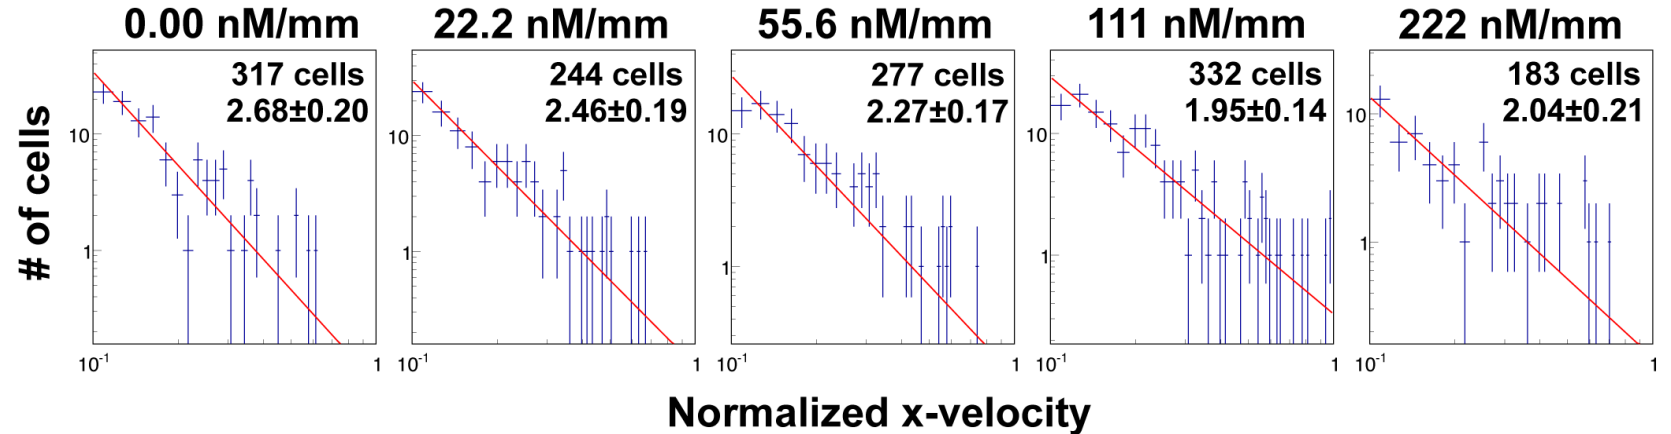 0.00 nM/mm 22.2 nM/mm 55.6 nM/mm 111 nM/mm 222 nM/mm
317 cells
2.68±0.20
244 cells
2.46±0.19
277 cells
2.27±0.17
332 cells
1.95±0.14
183 cells
2.04±0.21
# of cells
10
1
10
1
10
1
10
1
10
1
10⁻¹ 1
10⁻¹ 1
10⁻¹ 1
10⁻¹ 1
10⁻¹ 1
Normalized x-velocity